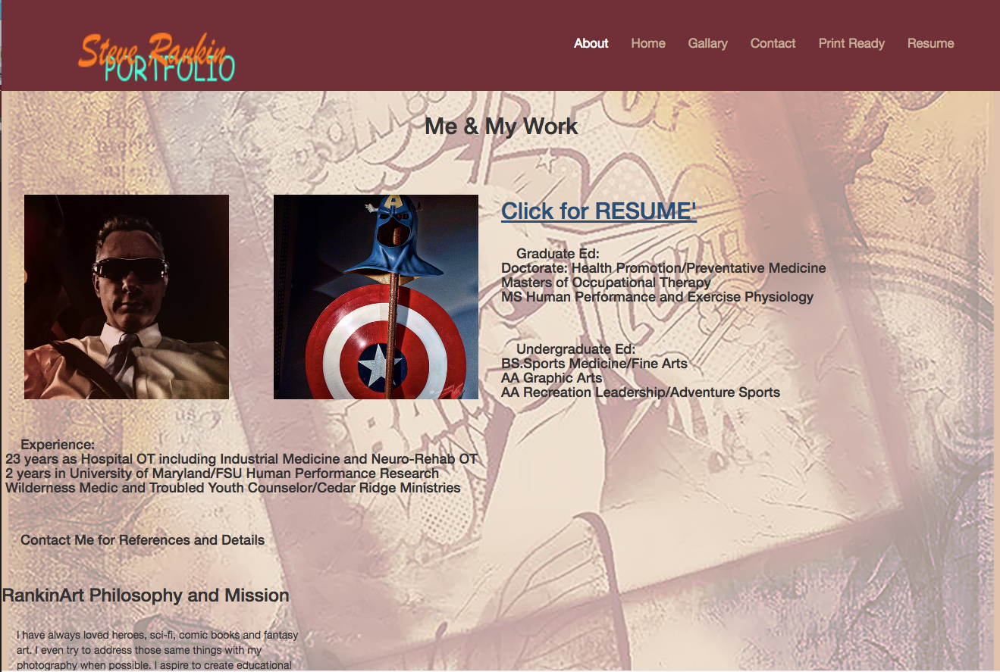 Steve Rankin
PORTFOLIO
About Home Gallary Contact Print Ready Resume
Me & My Work
Click for RESUME'
Graduate Ed:
Doctorate: Health Promotion/Preventative Medicine
Masters of Occupational Therapy
MS Human Performance and Exercise Physiology
Undergraduate Ed:
BS.Sports Medicine/Fine Arts
AA Graphic Arts
AA Recreation Leadership/Adventure Sports
Experience:
23 years as Hospital OT including Industrial Medicine and Neuro-Rehab OT
2 years in University of Maryland/FSU Human Performance Research
Wilderness Medic and Troubled Youth Counselor/Cedar Ridge Ministries
Contact Me for References and Details
RankinArt Philosophy and Mission
I have always loved heroes, sci-fi, comic books and fantasy
art. I even try to address those same things with my
photography when possible. I aspire to create educational